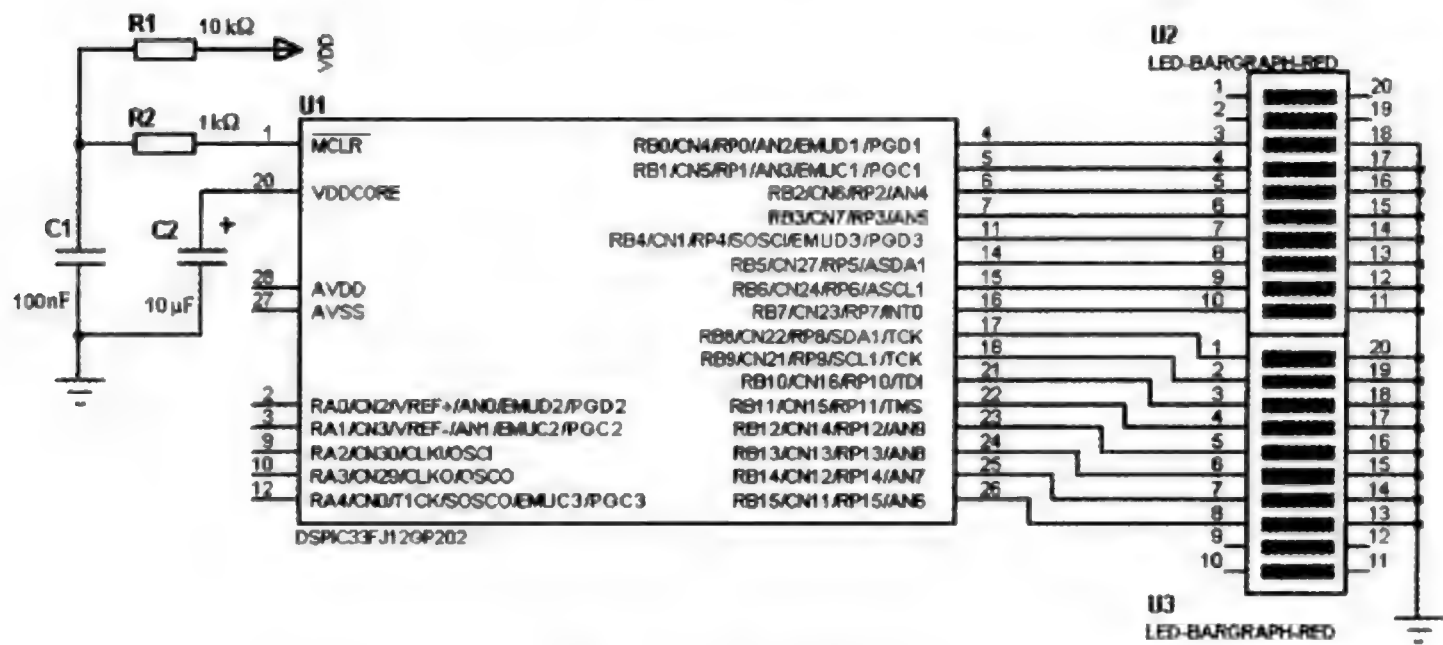 R1 10 kΩ
VDD
R2 1 kΩ
C1
100nF
C2 +
10 µF
U1
1 MCLR
20 VDDCORE
28 AVDD
27 AVSS
2 RA0/CN2/VREF+/AN0/EMUD2/PGD2
3 RA1/CN3/VREF-/AN1/EMUC2/PGC2
9 RA2/CN30/CLKI/OSCI
10 RA3/CN29/CLKO/OSCO
12 RA4/CN0/T1CK/SOSCO/EMUC3/PGC3
RB0/CN4/RP0/AN2/EMUD1/PGD1 4
RB1/CN5/RP1/AN3/EMUC1/PGC1 5
RB2/CN6/RP2/AN4 6
RB3/CN7/RP3/AN5 7
RB4/CN1/RP4/SOSCI/EMUD3/PGD3 11
RB5/CN27/RP5/ASDA1 14
RB6/CN24/RP6/ASCL1 15
RB7/CN23/RP7/INT0 16
RB8/CN22/RP8/SDA1/TCK 17
RB9/CN21/RP9/SCL1/TCK 18
RB10/CN16/RP10/TDI 21
RB11/CN15/RP11/TMS 22
RB12/CN14/RP12/AN9 23
RB13/CN13/RP13/AN8 24
RB14/CN12/RP14/AN7 25
RB15/CN11/RP15/AN6 26
DSPIC33FJ12GP202
U2
LED-BARGRAPH-RED
1 20
2 19
3 18
4 17
5 16
6 15
7 14
8 13
9 12
10 11
1 20
2 19
3 18
4 17
5 16
6 15
7 14
8 13
9 12
10 11
U3
LED-BARGRAPH-RED